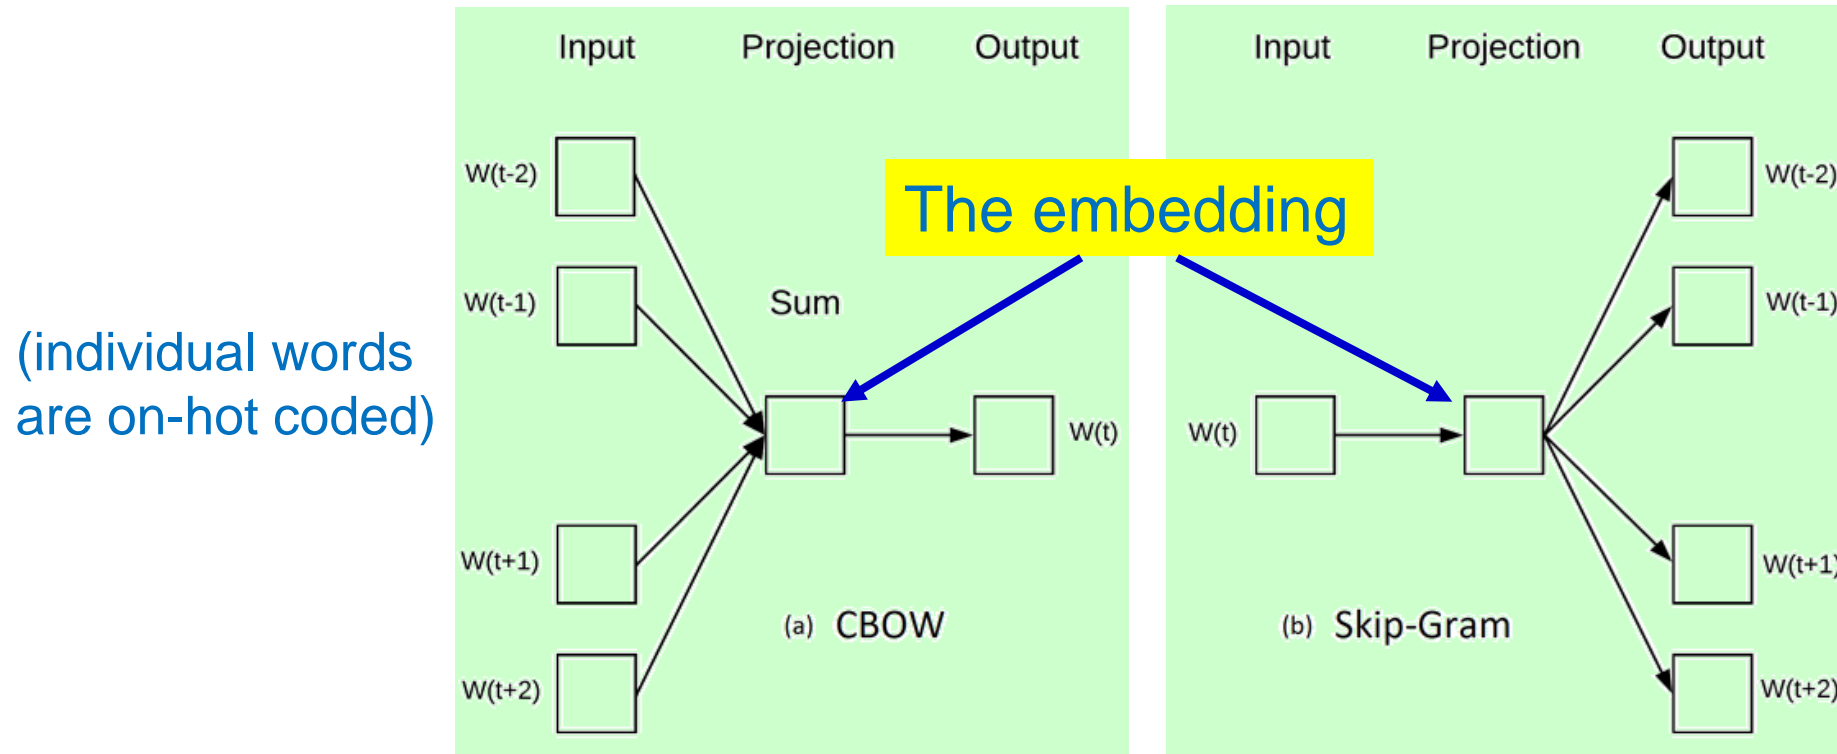 (individual words
are on-hot coded)
Input Projection Output
W(t-2)
W(t-1)
Sum
W(t)
W(t+1)
W(t+2)
(a) CBOW
The embedding
Input Projection Output
W(t-2)
W(t-1)
W(t)
W(t+1)
W(t+2)
(b) Skip-Gram